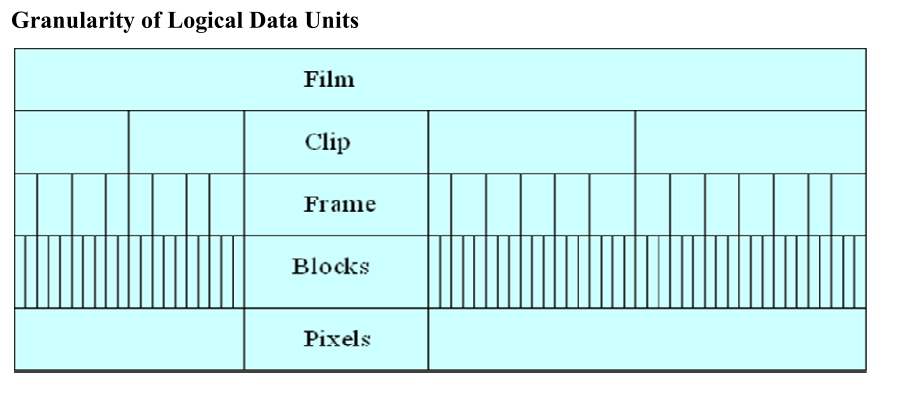 Granularity of Logical Data Units
Film
Clip
Frame
Blocks
Pixels